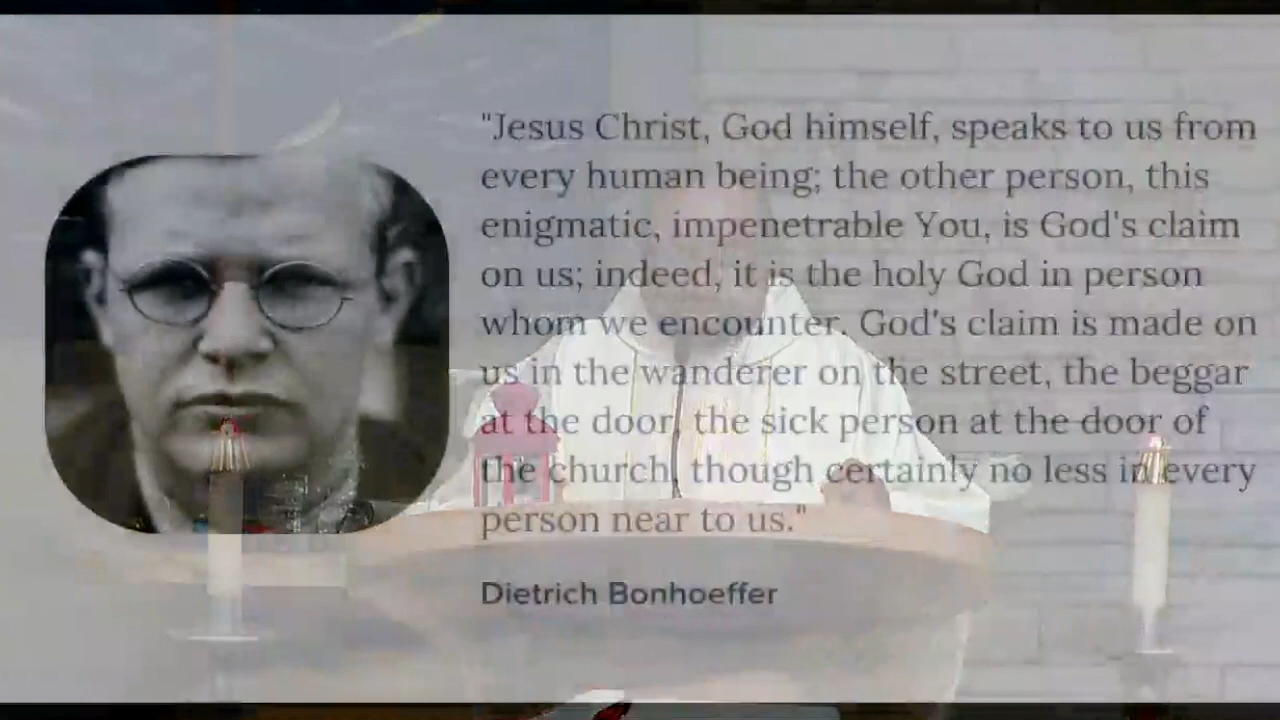 "Jesus Christ, God himself, speaks to us from
every human being; the other person, this
enigmatic, impenetrable You, is God's claim
on us; indeed, it is the holy God in person
whom we encounter. God's claim is made on
us in the wanderer on the street, the beggar
at the door, the sick person at the door of
the church, though certainly no less in every
person near to us."
Dietrich Bonhoeffer